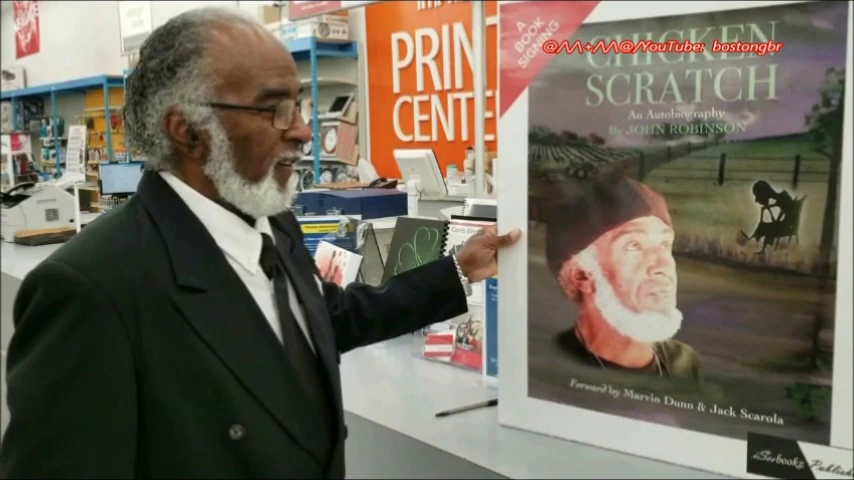 @/\/\+/\/\@/YouTube; bostongbr
A
BOOK
SIGNING
CHICKEN
SCRATCH
An Autobiography
By JOHN ROBINSON
Forward by Marvin Dunn & Jack Scarola
PRIN
CENTE